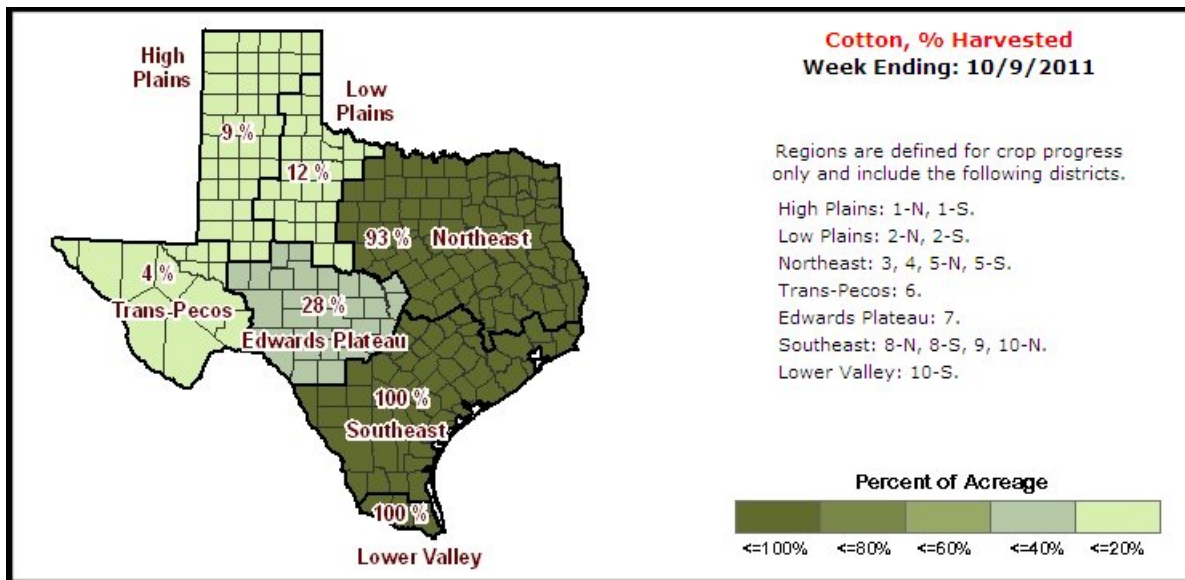 High
Plains
Low
Plains
9 %
12 %
93 %
Northeast
4 %
Trans-Pecos
28 %
Edwards Plateau
100 %
Southeast
100 %
Lower Valley
Cotton, % Harvested
Week Ending: 10/9/2011
Regions are defined for crop progress
only and include the following districts.
High Plains: 1-N, 1-S.
Low Plains: 2-N, 2-S.
Northeast: 3, 4, 5-N, 5-S.
Trans-Pecos: 6.
Edwards Plateau: 7.
Southeast: 8-N, 8-S, 9, 10-N.
Lower Valley: 10-S.
Percent of Acreage
<=100% <=80% <=60% <=40% <=20%